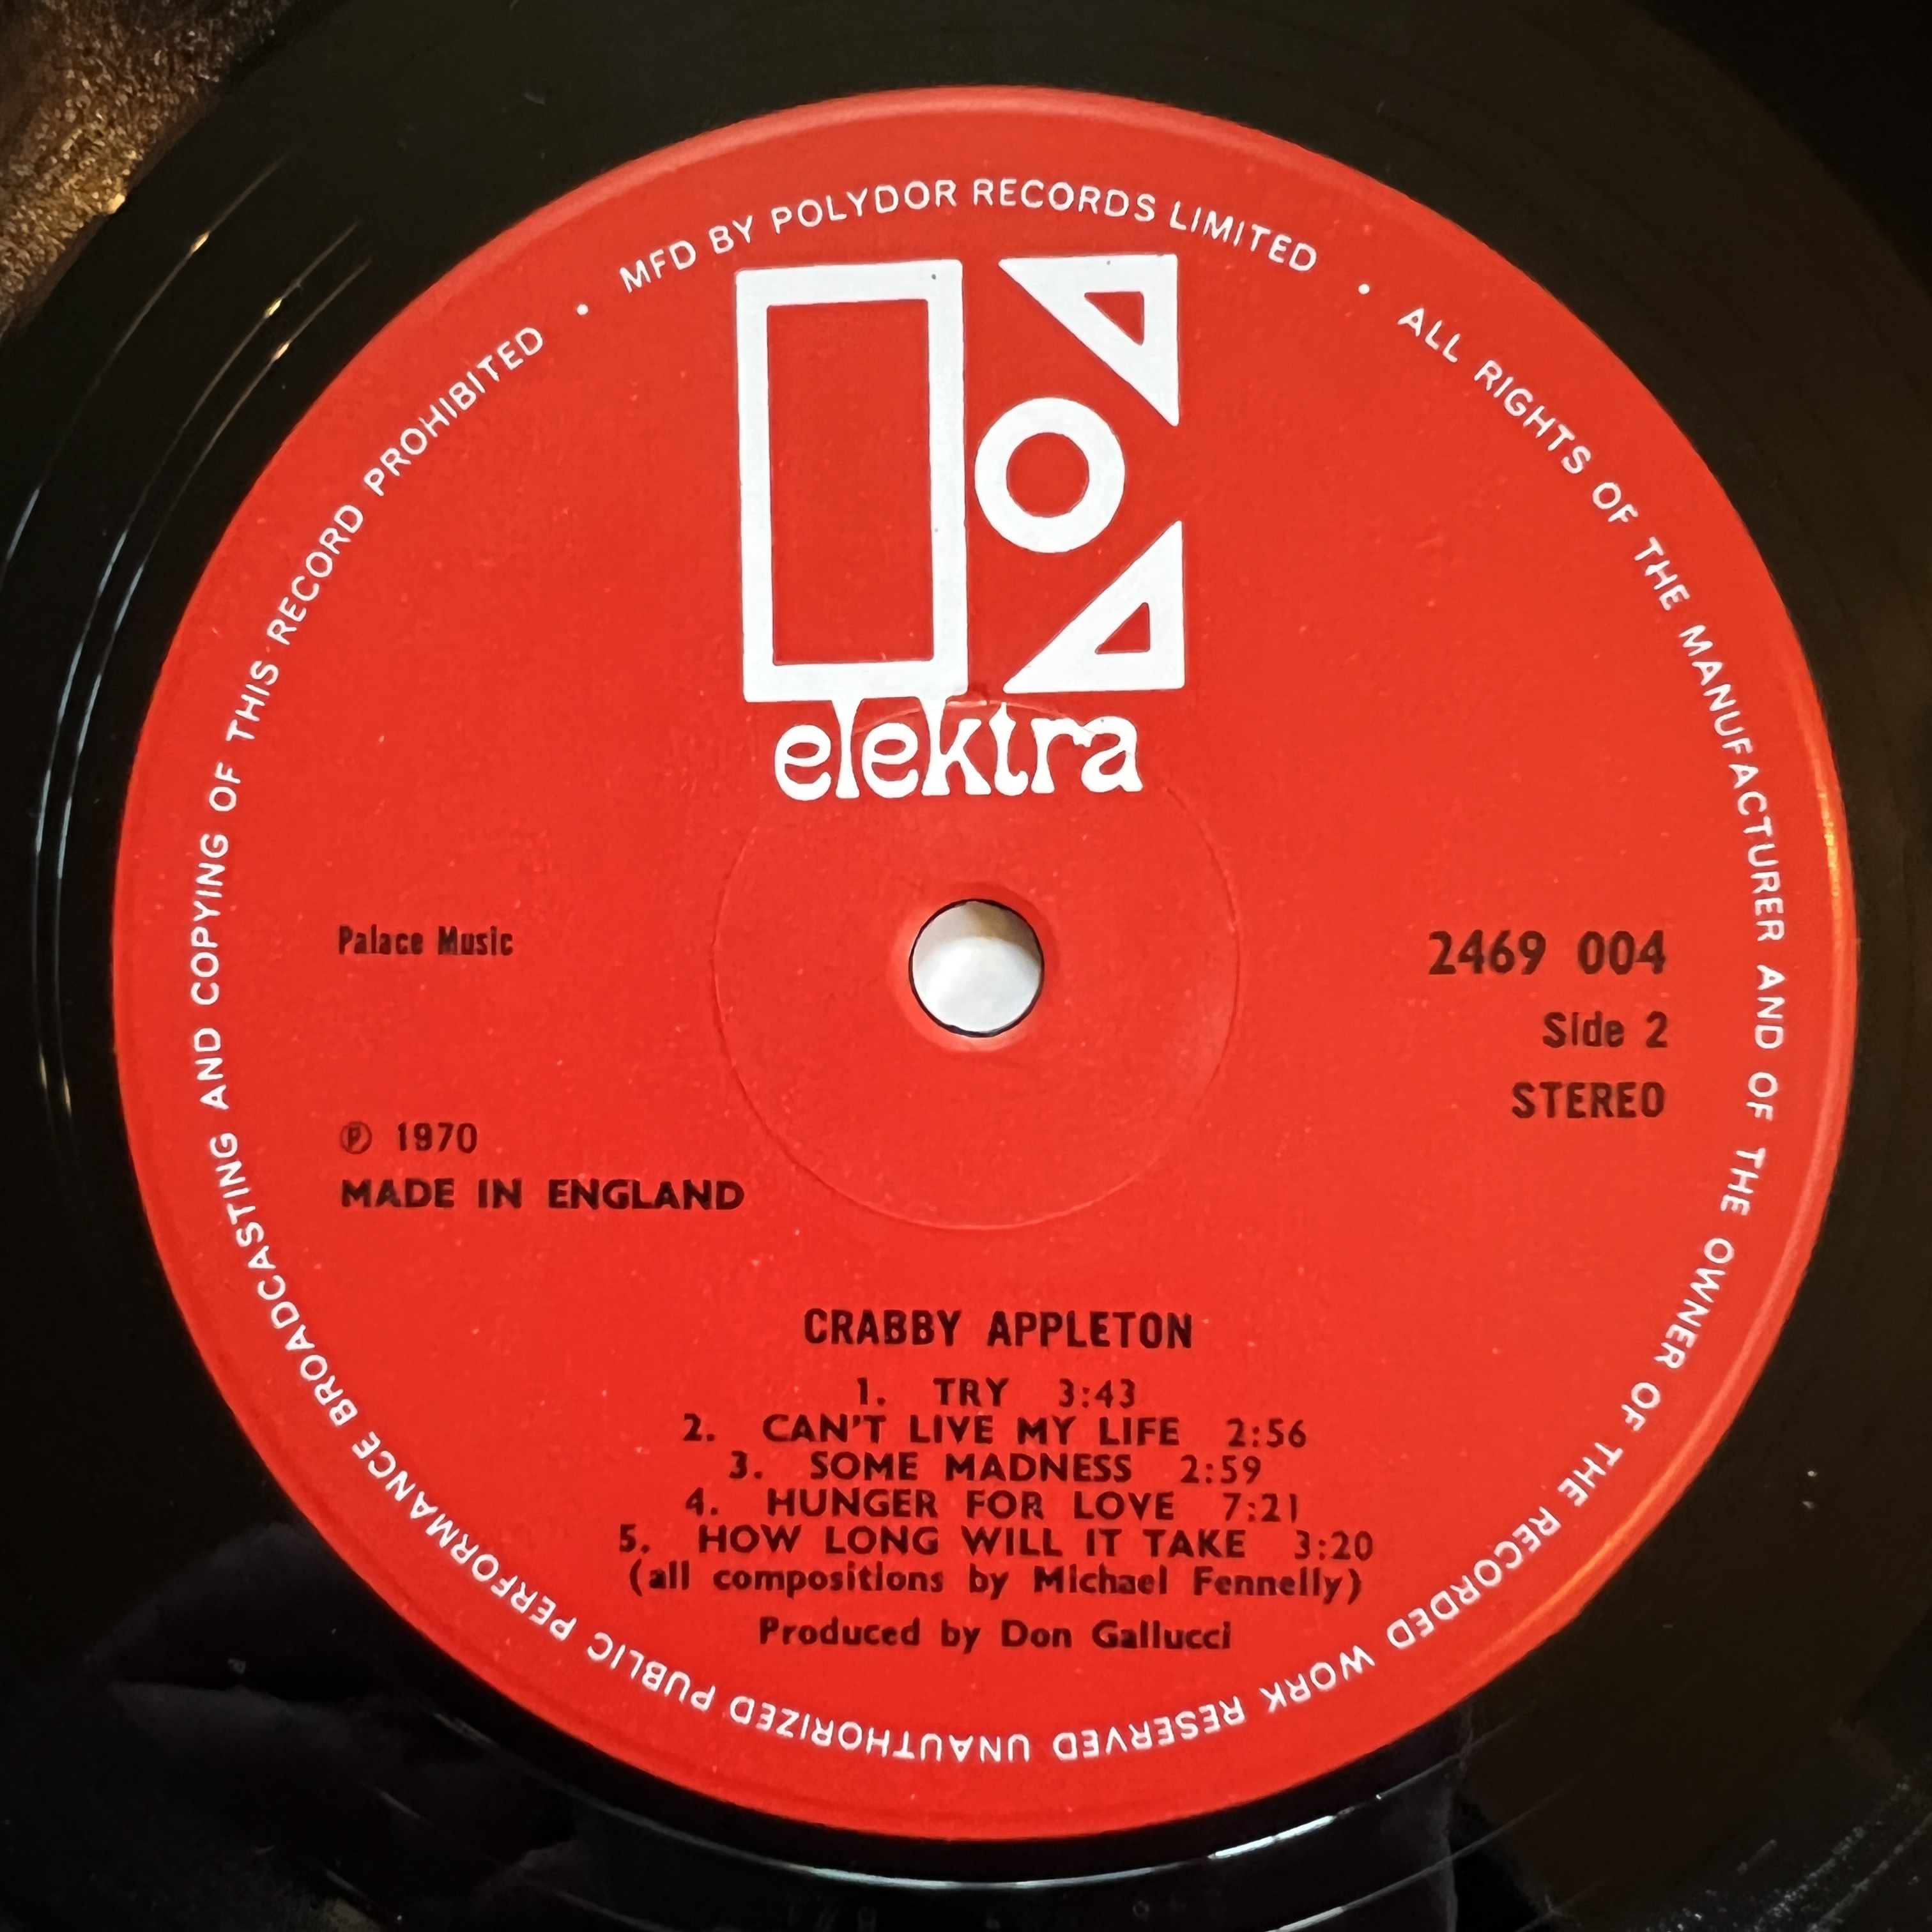 MFD BY POLYDOR RECORDS LIMITED • ALL RIGHTS OF THE MANUFACTURER AND OF THE OWNER OF THE RECORDED WORK RESERVED UNAUTHORIZED PUBLIC PERFORMANCE BROADCASTING AND COPYING OF THIS RECORD PROHIBITED •
elektra
Palace Music
2469 004
Side 2
STEREO
℗ 1970
MADE IN ENGLAND
CRABBY APPLETON
1. TRY 3:43
2. CAN'T LIVE MY LIFE 2:56
3. SOME MADNESS 2:59
4. HUNGER FOR LOVE 7:21
5. HOW LONG WILL IT TAKE 3:20
(all compositions by Michael Fennelly)
Produced by Don Gallucci